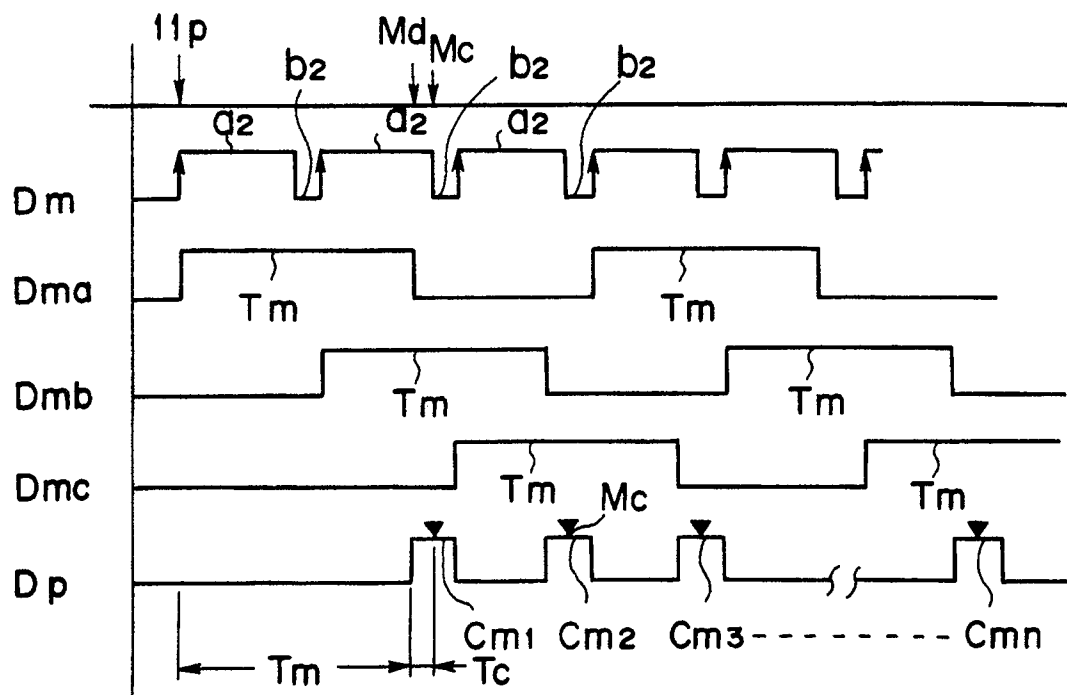 11p Md Mc
b2 b2 b2
a2 a2 a2
Dm
Dma Tm Tm
Dmb Tm Tm
Dmc Tm Tm
Mc
Dp
Cm1 Cm2 Cm3 -------- Cmn
Tm Tc